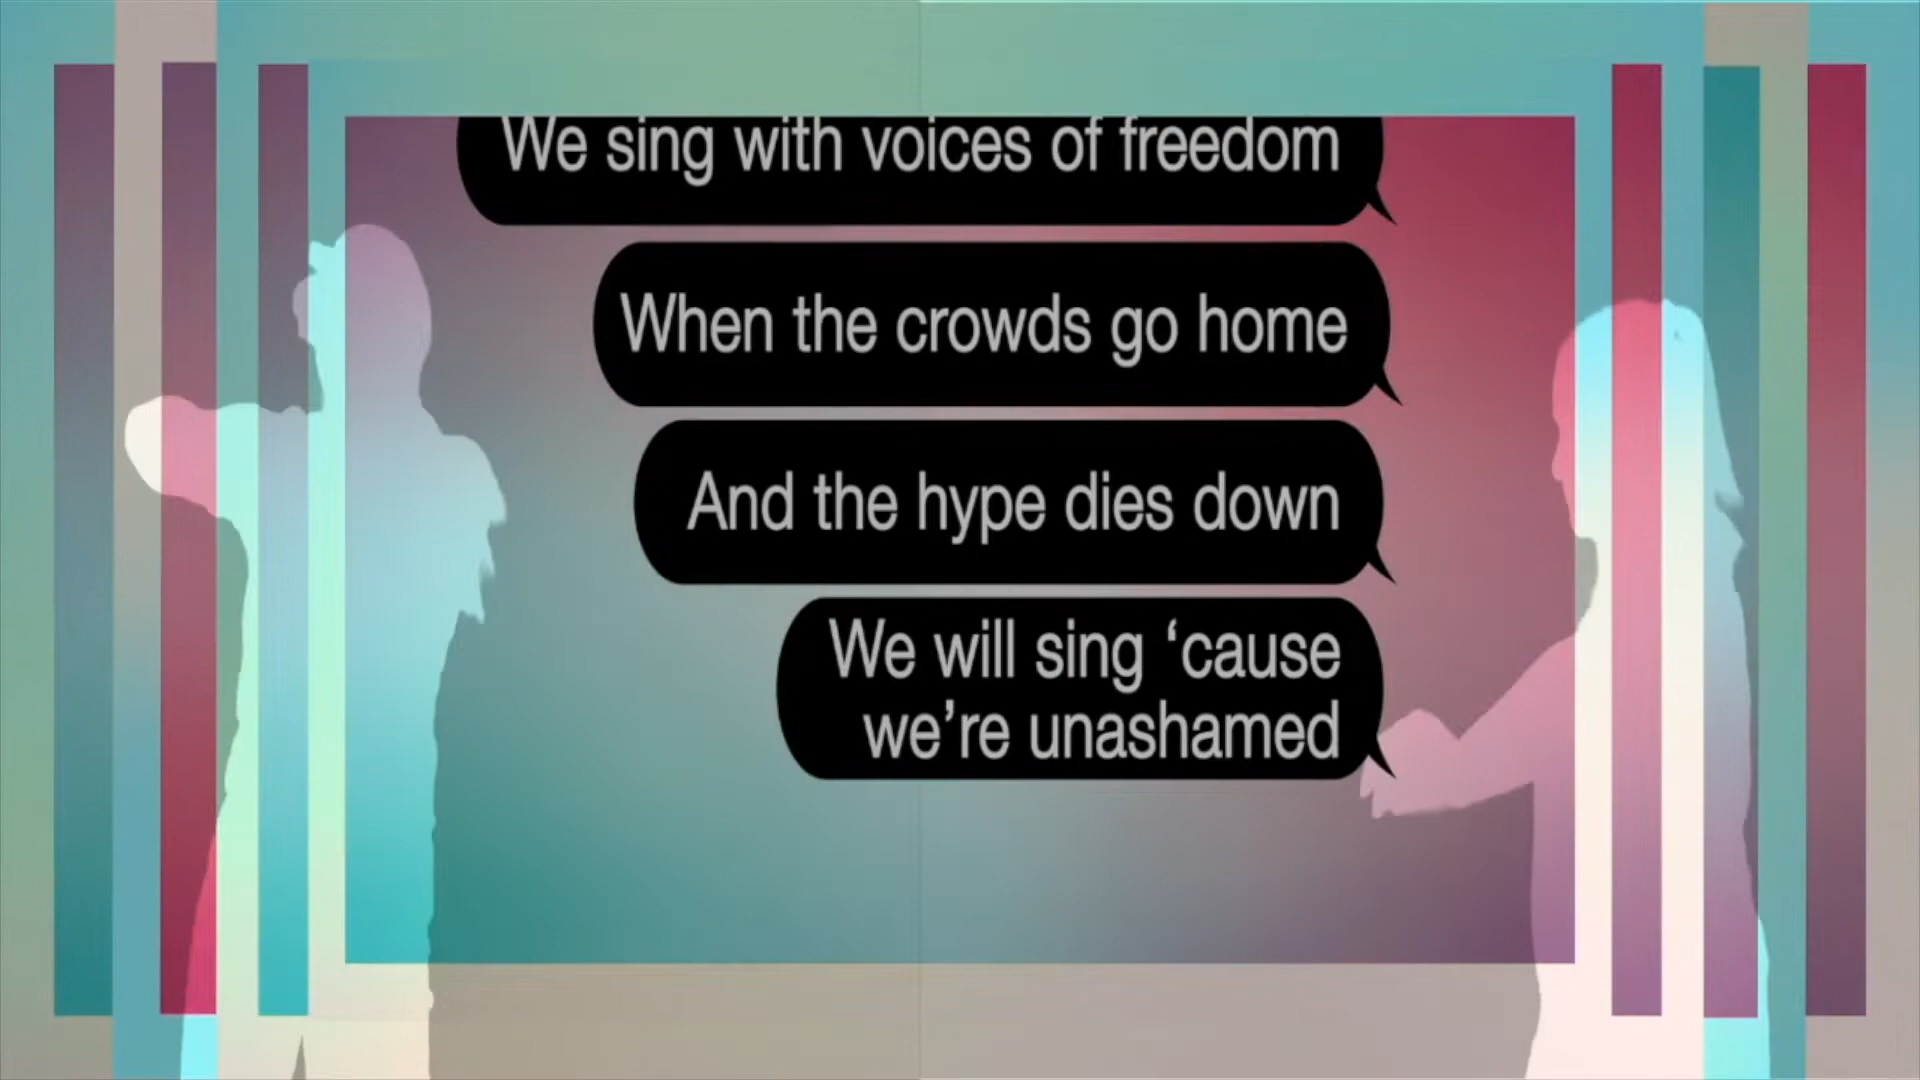 We sing with voices of freedom
When the crowds go home
And the hype dies down
We will sing ‘cause
we’re unashamed